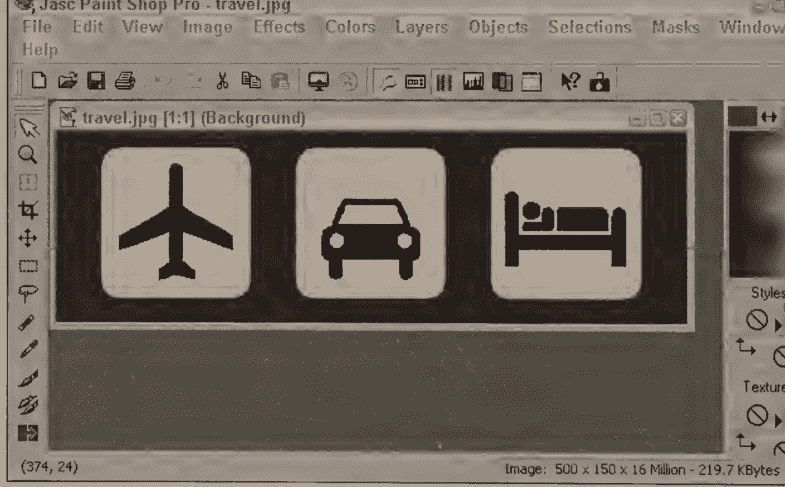 Jasc Paint Shop Pro - travel.jpg
File Edit View Image Effects Colors Layers Objects Selections Masks Window
Help
travel.jpg [1:1] (Background)
Styles
Texture
(374, 24)
Image: 500 x 150 x 16 Million - 219.7 KBytes